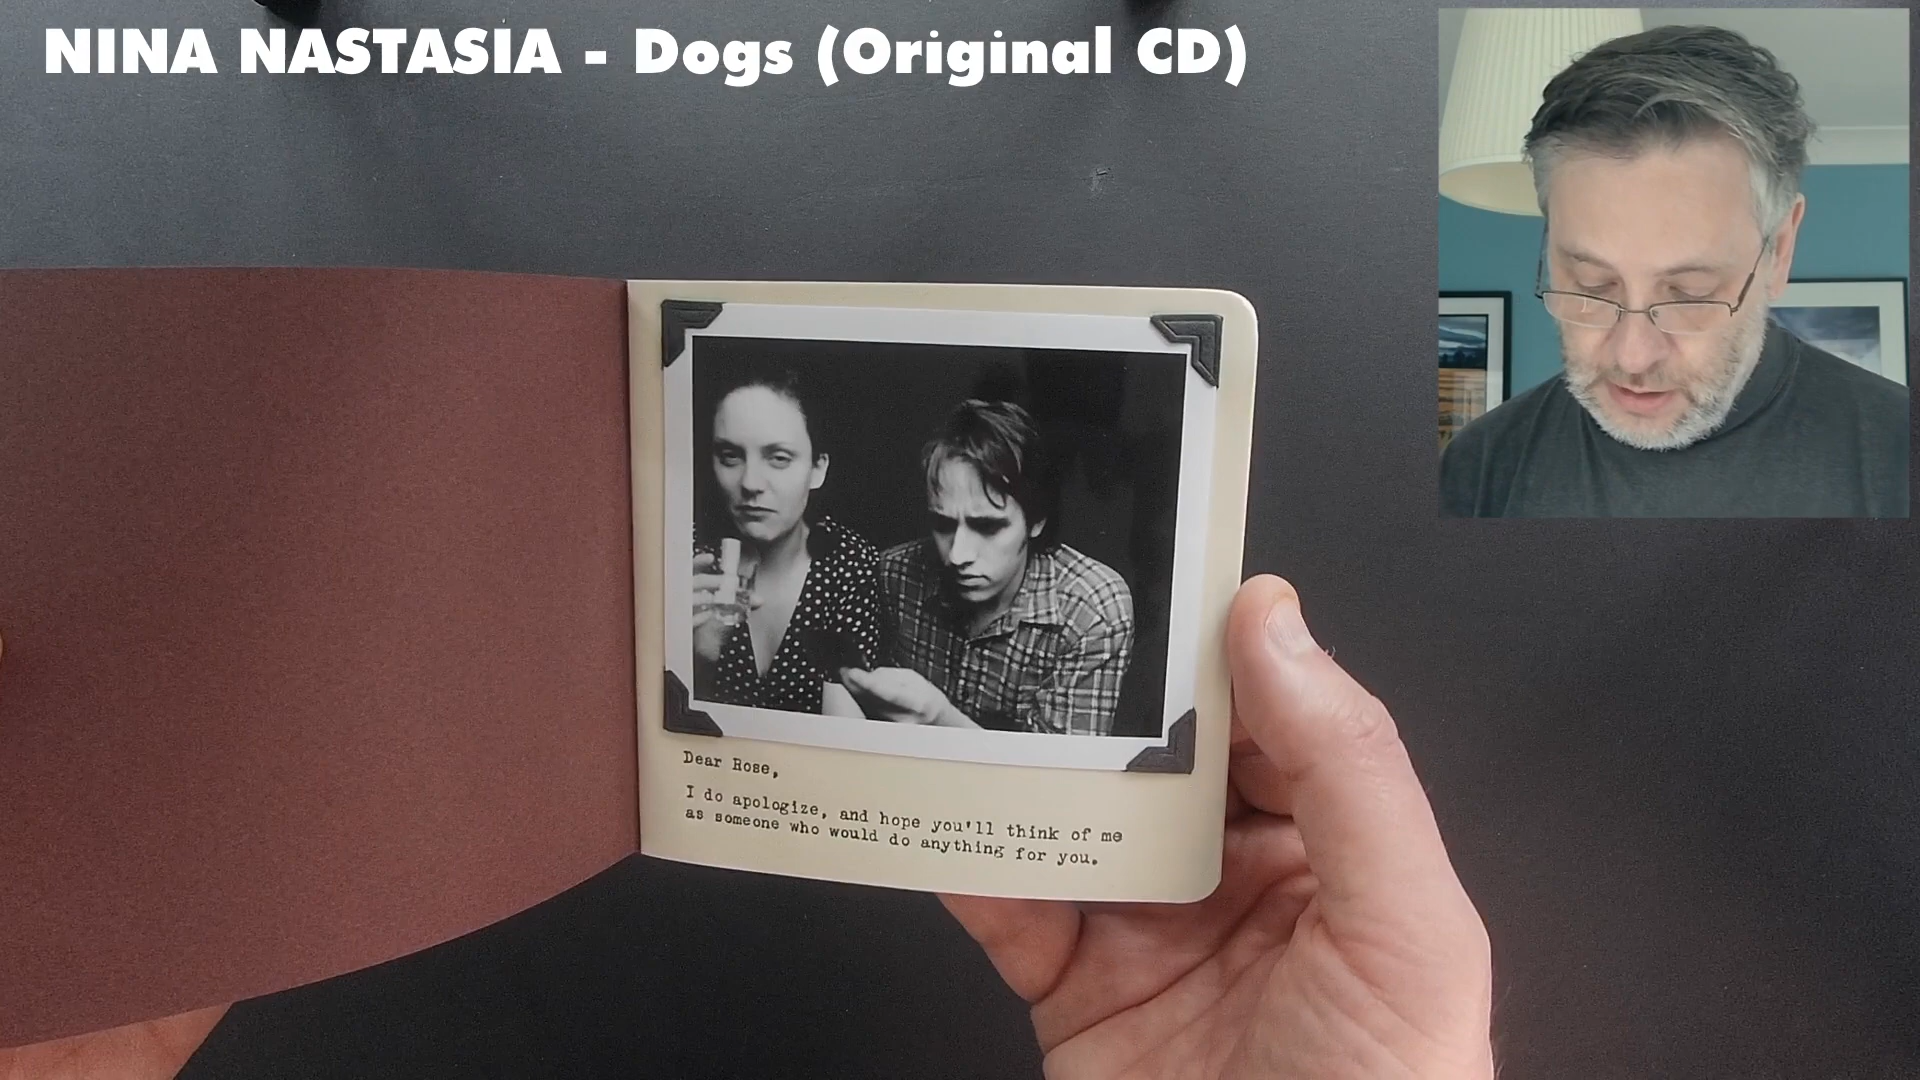 NINA NASTASIA - Dogs (Original CD)
Dear Rose,
I do apologize, and hope you'll think of me
as someone who would do anything for you.